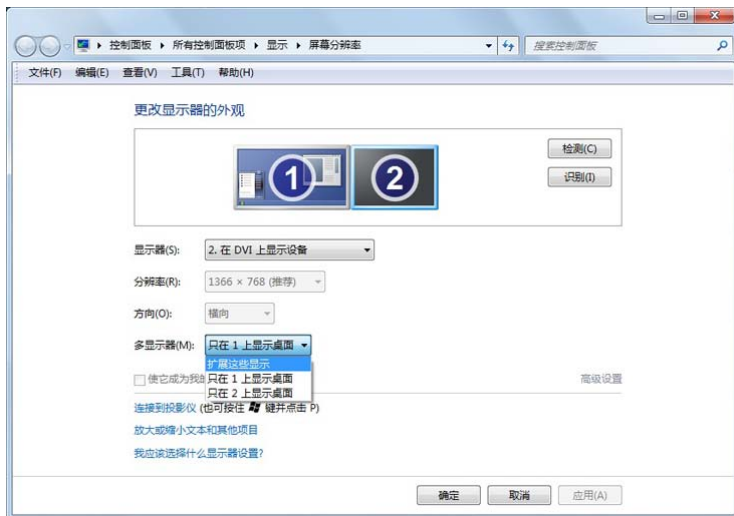 控制面板 ▸ 所有控制面板项 ▸ 显示 ▸ 屏幕分辨率
搜索控制面板
文件(F) 编辑(E) 查看(V) 工具(T) 帮助(H)
更改显示器的外观
1
2
检测(C)
识别(I)
显示器(S): 2. 在 DVI 上显示设备
分辨率(R): 1366 × 768 (推荐)
方向(O): 横向
多显示器(M): 只在 1 上显示桌面
扩展这些显示
只在 1 上显示桌面
只在 2 上显示桌面
使它成为我
高级设置
连接到投影仪 (也可按住 键并点击 P)
放大或缩小文本和其他项目
我应该选择什么显示器设置?
确定 取消 应用(A)